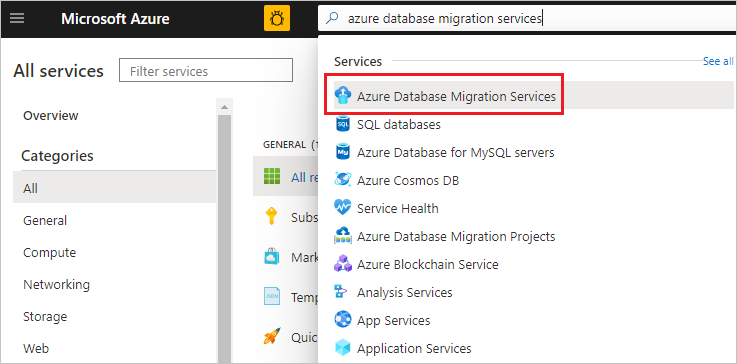 Microsoft Azure
azure database migration services
All services
Filter services
Overview
Categories
All
General
Compute
Networking
Storage
Web
GENERAL (1
All re
Subs
Mark
Temp
Quic
Services
See all
Azure Database Migration Services
SQL databases
Azure Database for MySQL servers
Azure Cosmos DB
Service Health
Azure Database Migration Projects
Azure Blockchain Service
Analysis Services
App Services
Application Services